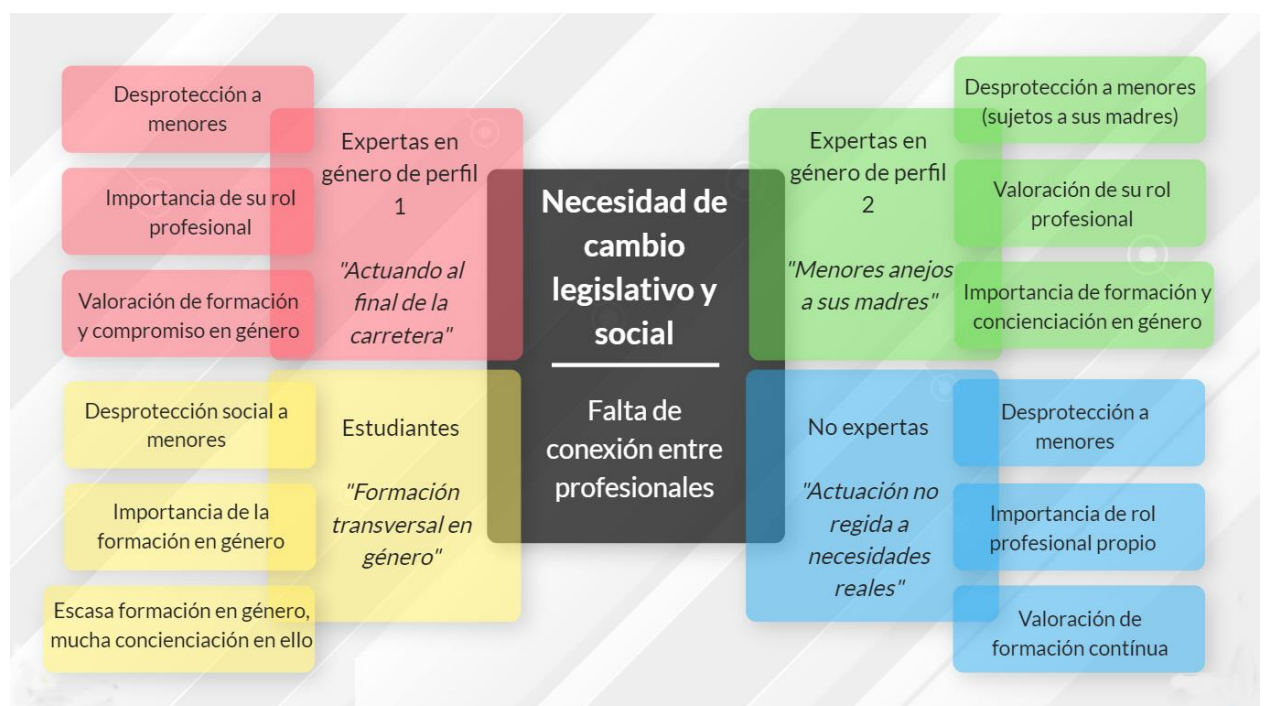 Desprotección a
menores
Importancia de su rol
profesional
Valoración de formación
y compromiso en género
Expertas en
género de perfil
1
"Actuando al
final de la
carretera"
Necesidad de
cambio
legislativo y
social
Falta de
conexión entre
profesionales
Expertas en
género de perfil
2
"Menores anejos
a sus madres"
Desprotección a menores
(sujetos a sus madres)
Valoración de su rol
profesional
Importancia de formación y
concienciación en género
Desprotección social a
menores
Importancia de la
formación en género
Escasa formación en género,
mucha concienciación en ello
Estudiantes
"Formación
transversal en
género"
No expertas
"Actuación no
regida a
necesidades
reales"
Desprotección a
menores
Importancia de rol
profesional propio
Valoración de
formación contínua